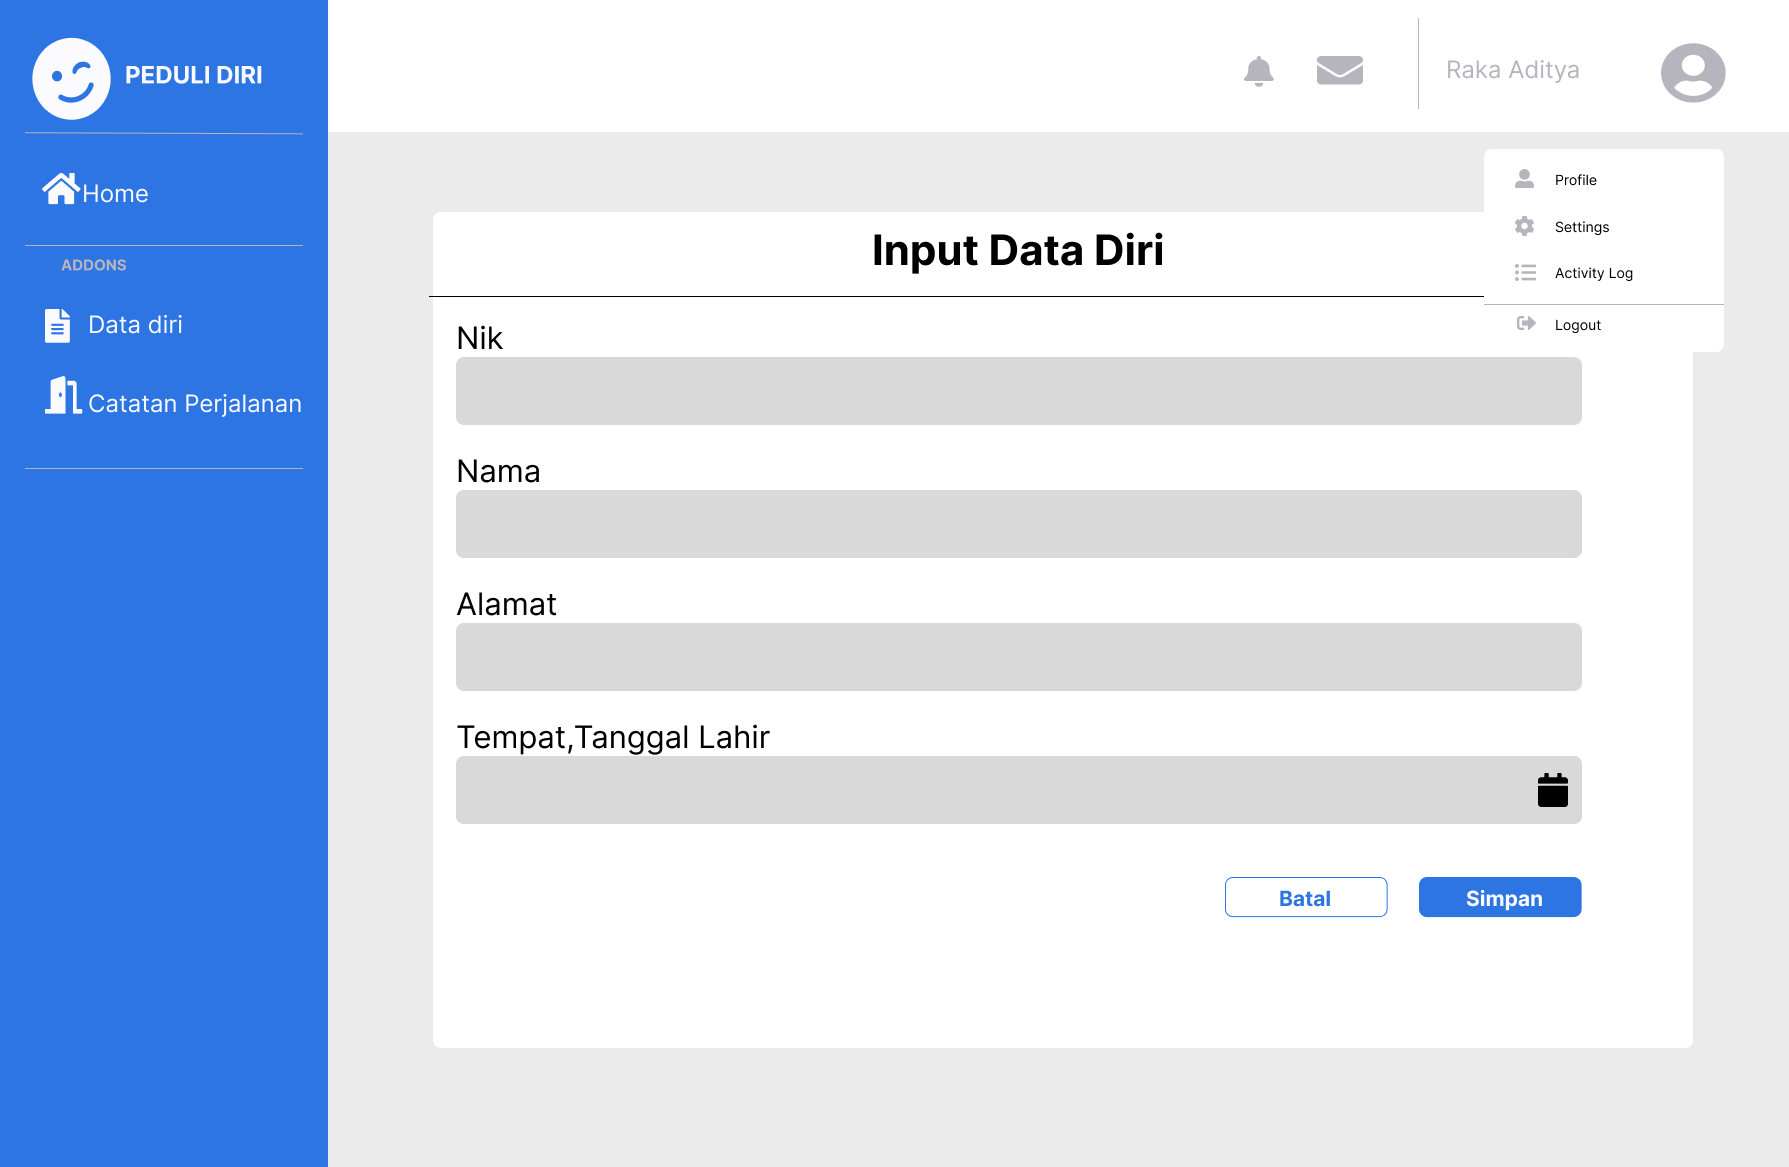 PEDULI DIRI
Home
ADDONS
Data diri
Catatan Perjalanan
Raka Aditya
Profile
Settings
Activity Log
Logout
Input Data Diri
Nik
Nama
Alamat
Tempat,Tanggal Lahir
Batal
Simpan